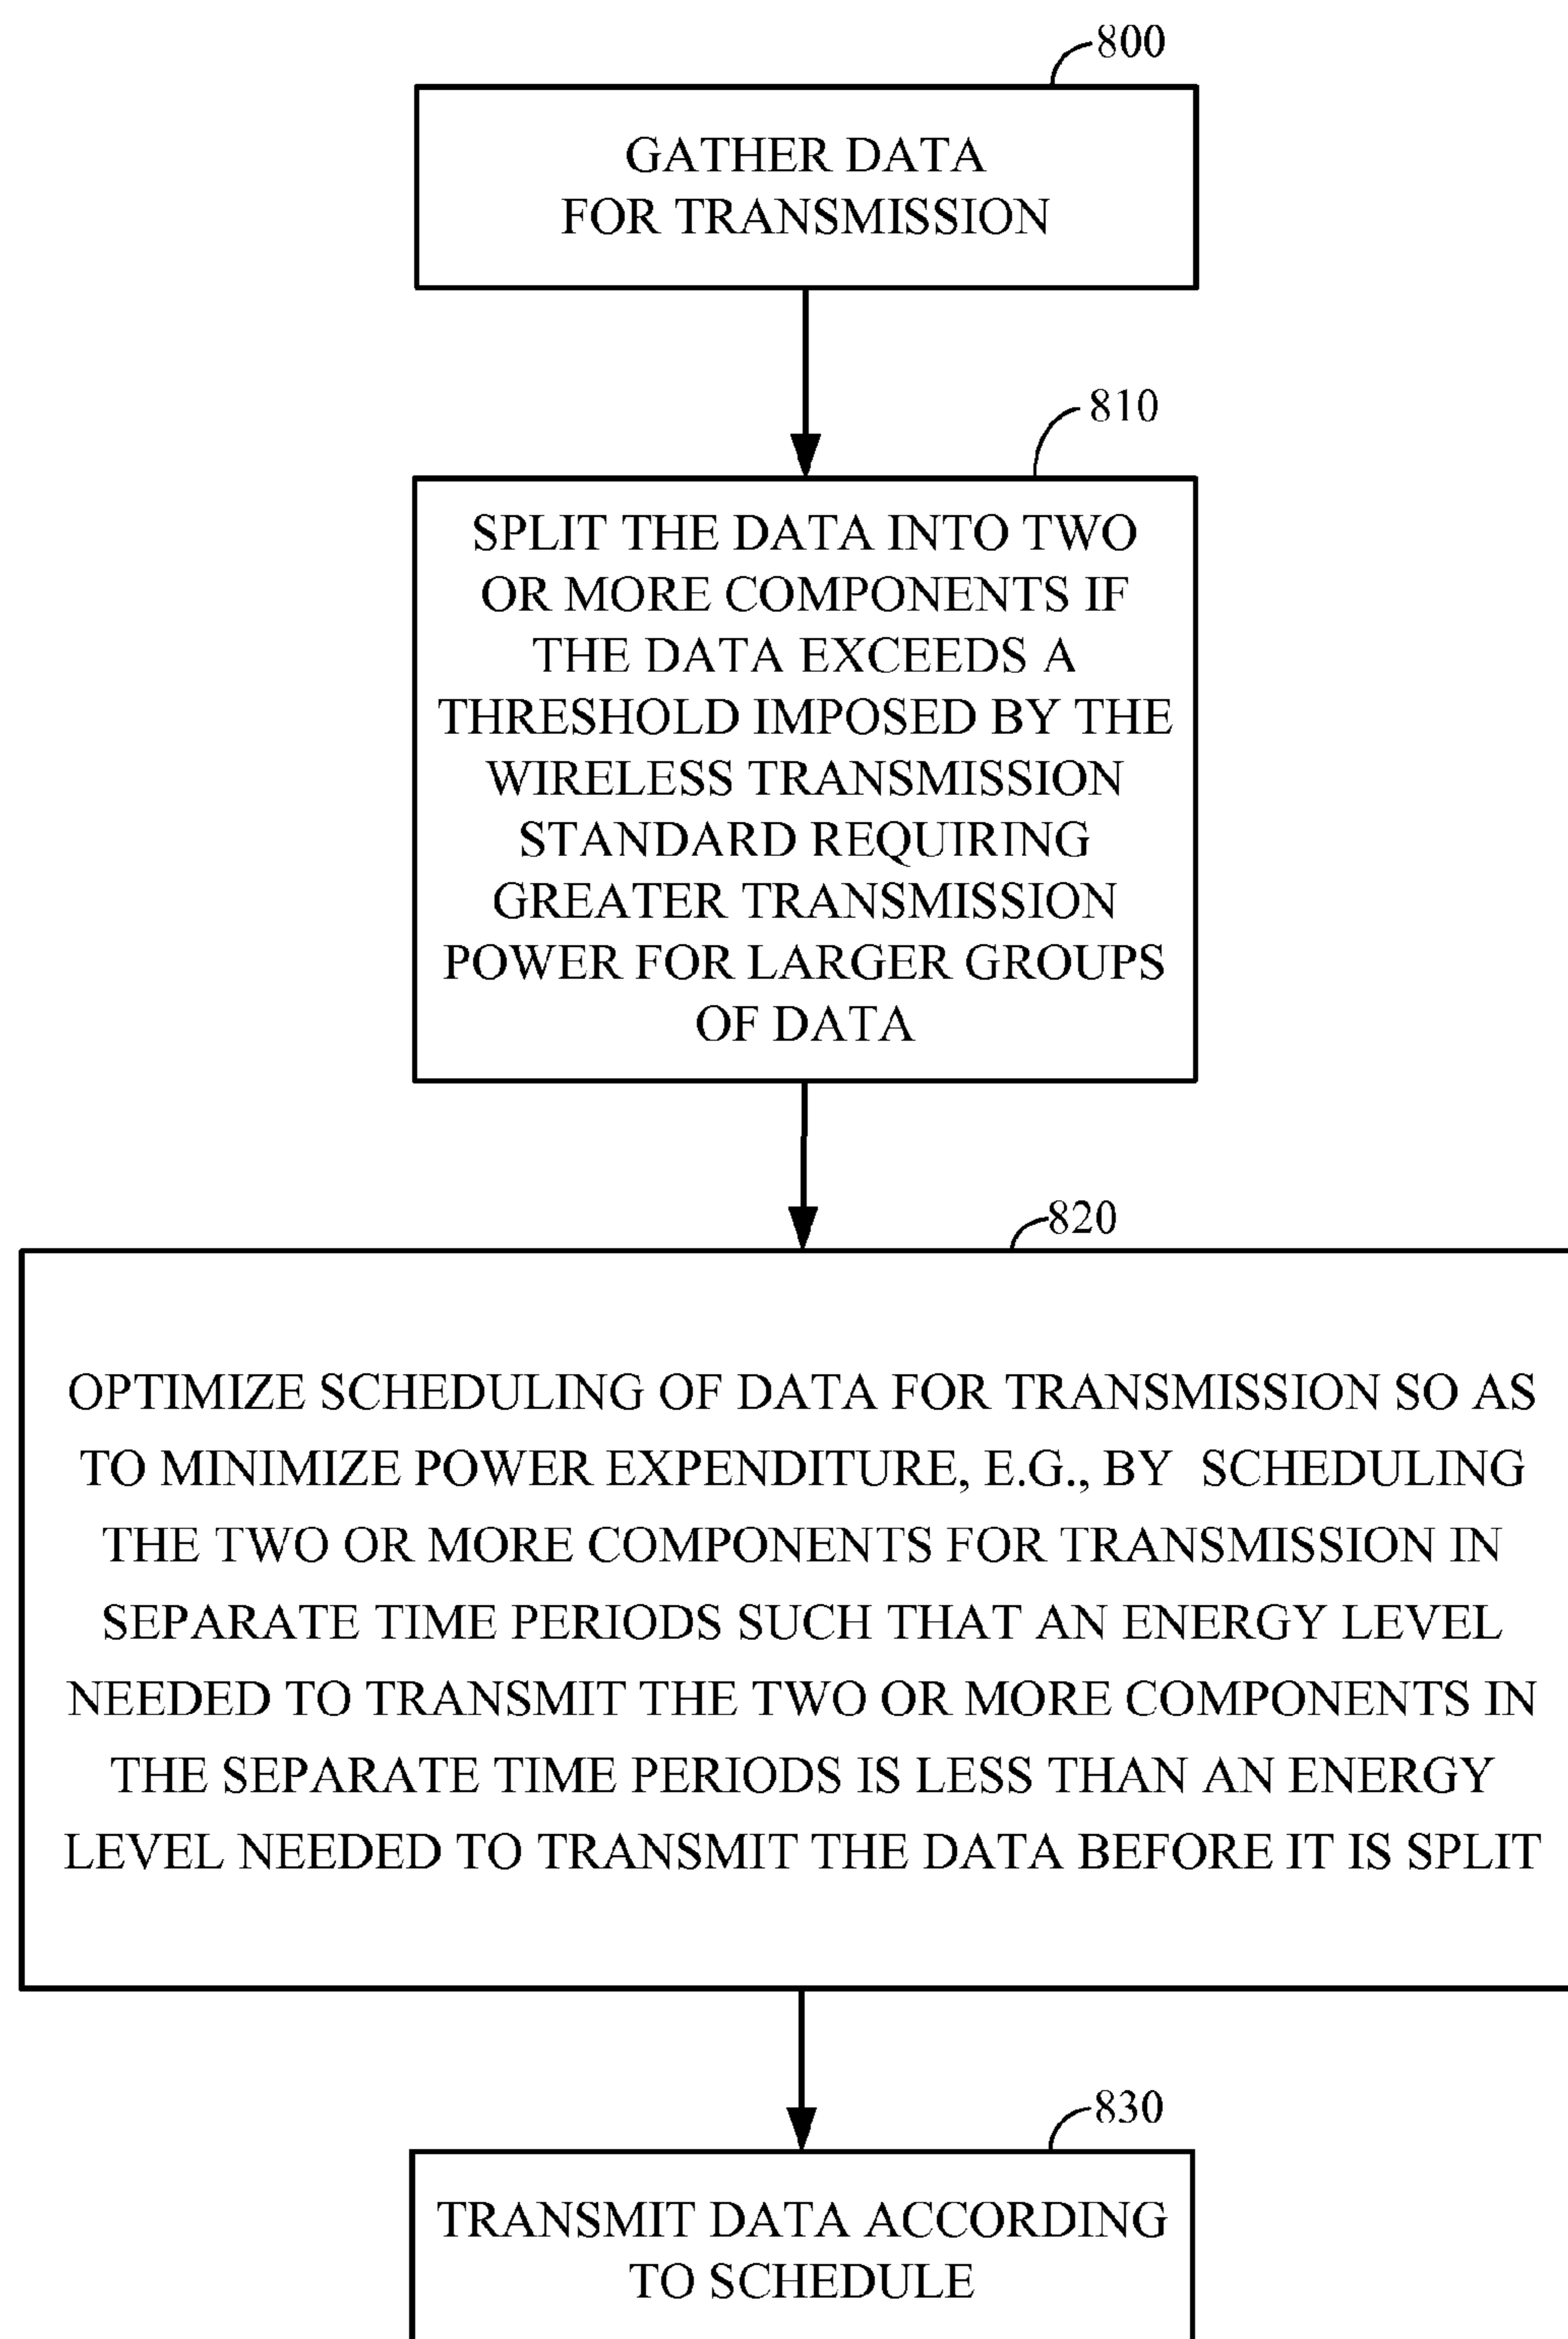 800
GATHER DATA
FOR TRANSMISSION
810
SPLIT THE DATA INTO TWO
OR MORE COMPONENTS IF
THE DATA EXCEEDS A
THRESHOLD IMPOSED BY THE
WIRELESS TRANSMISSION
STANDARD REQUIRING
GREATER TRANSMISSION
POWER FOR LARGER GROUPS
OF DATA
820
OPTIMIZE SCHEDULING OF DATA FOR TRANSMISSION SO AS
TO MINIMIZE POWER EXPENDITURE, E.G., BY SCHEDULING
THE TWO OR MORE COMPONENTS FOR TRANSMISSION IN
SEPARATE TIME PERIODS SUCH THAT AN ENERGY LEVEL
NEEDED TO TRANSMIT THE TWO OR MORE COMPONENTS IN
THE SEPARATE TIME PERIODS IS LESS THAN AN ENERGY
LEVEL NEEDED TO TRANSMIT THE DATA BEFORE IT IS SPLIT
830
TRANSMIT DATA ACCORDING
TO SCHEDULE